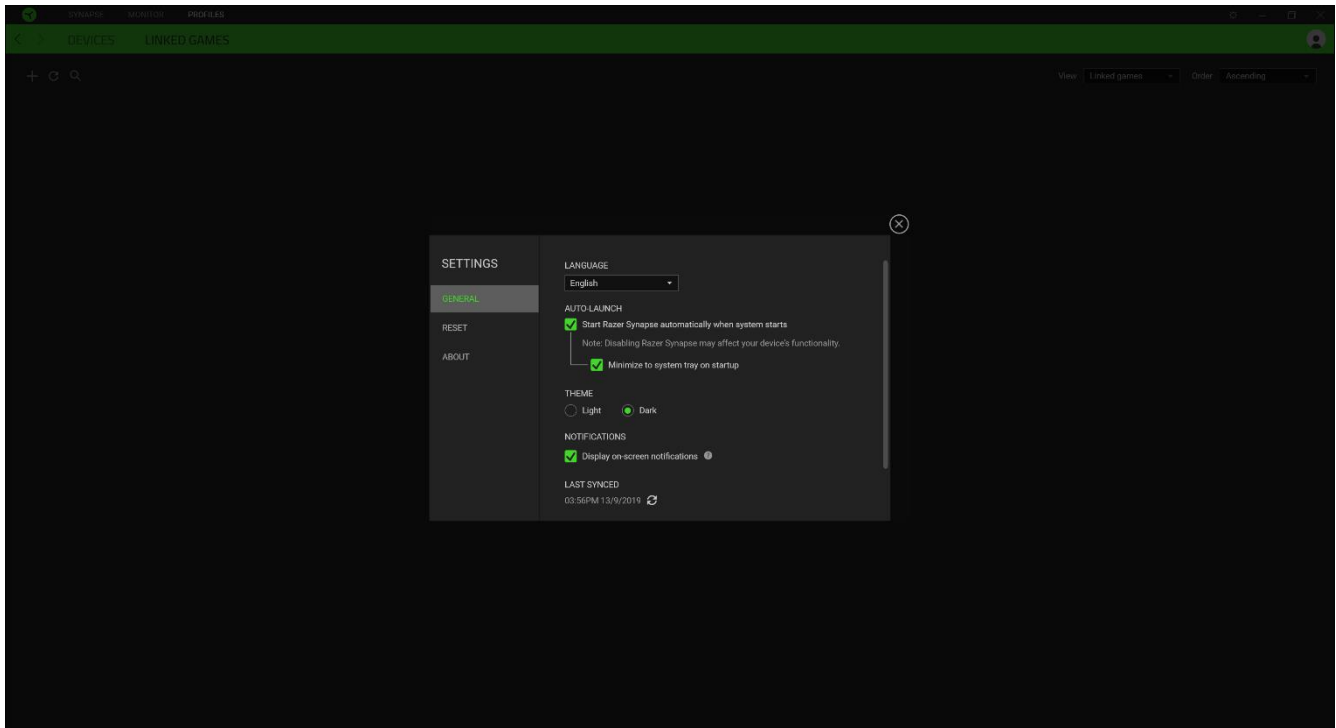 SYNAPSE MONITOR PROFILES
DEVICES LINKED GAMES
View Linked games Order Ascending
SETTINGS
GENERAL
RESET
ABOUT
LANGUAGE
English
AUTO-LAUNCH
Start Razer Synapse automatically when system starts
Note: Disabling Razer Synapse may affect your device's functionality.
Minimize to system tray on startup
THEME
Light Dark
NOTIFICATIONS
Display on-screen notifications
LAST SYNCED
03:56PM 13/9/2019